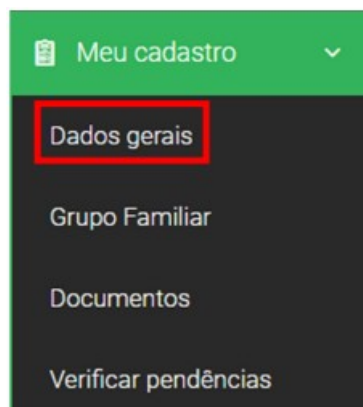 Meu cadastro
Dados gerais
Grupo Familiar
Documentos
Verificar pendências